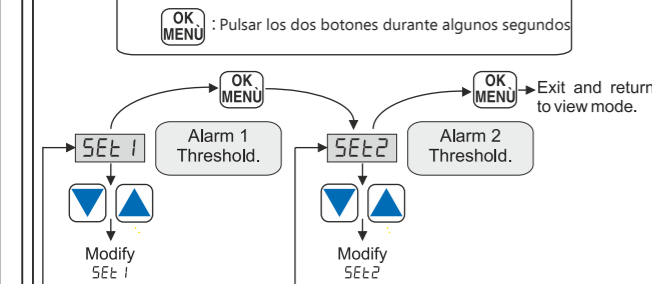 OK
MENÙ
: Pulsar los dos botones durante algunos segundos
OK
MENÙ
OK
MENÙ
Exit and return
to view mode.
SEt 1
Alarm 1
Threshold.
SEt2
Alarm 2
Threshold.
Modify
SEt 1
Modify
SEt2